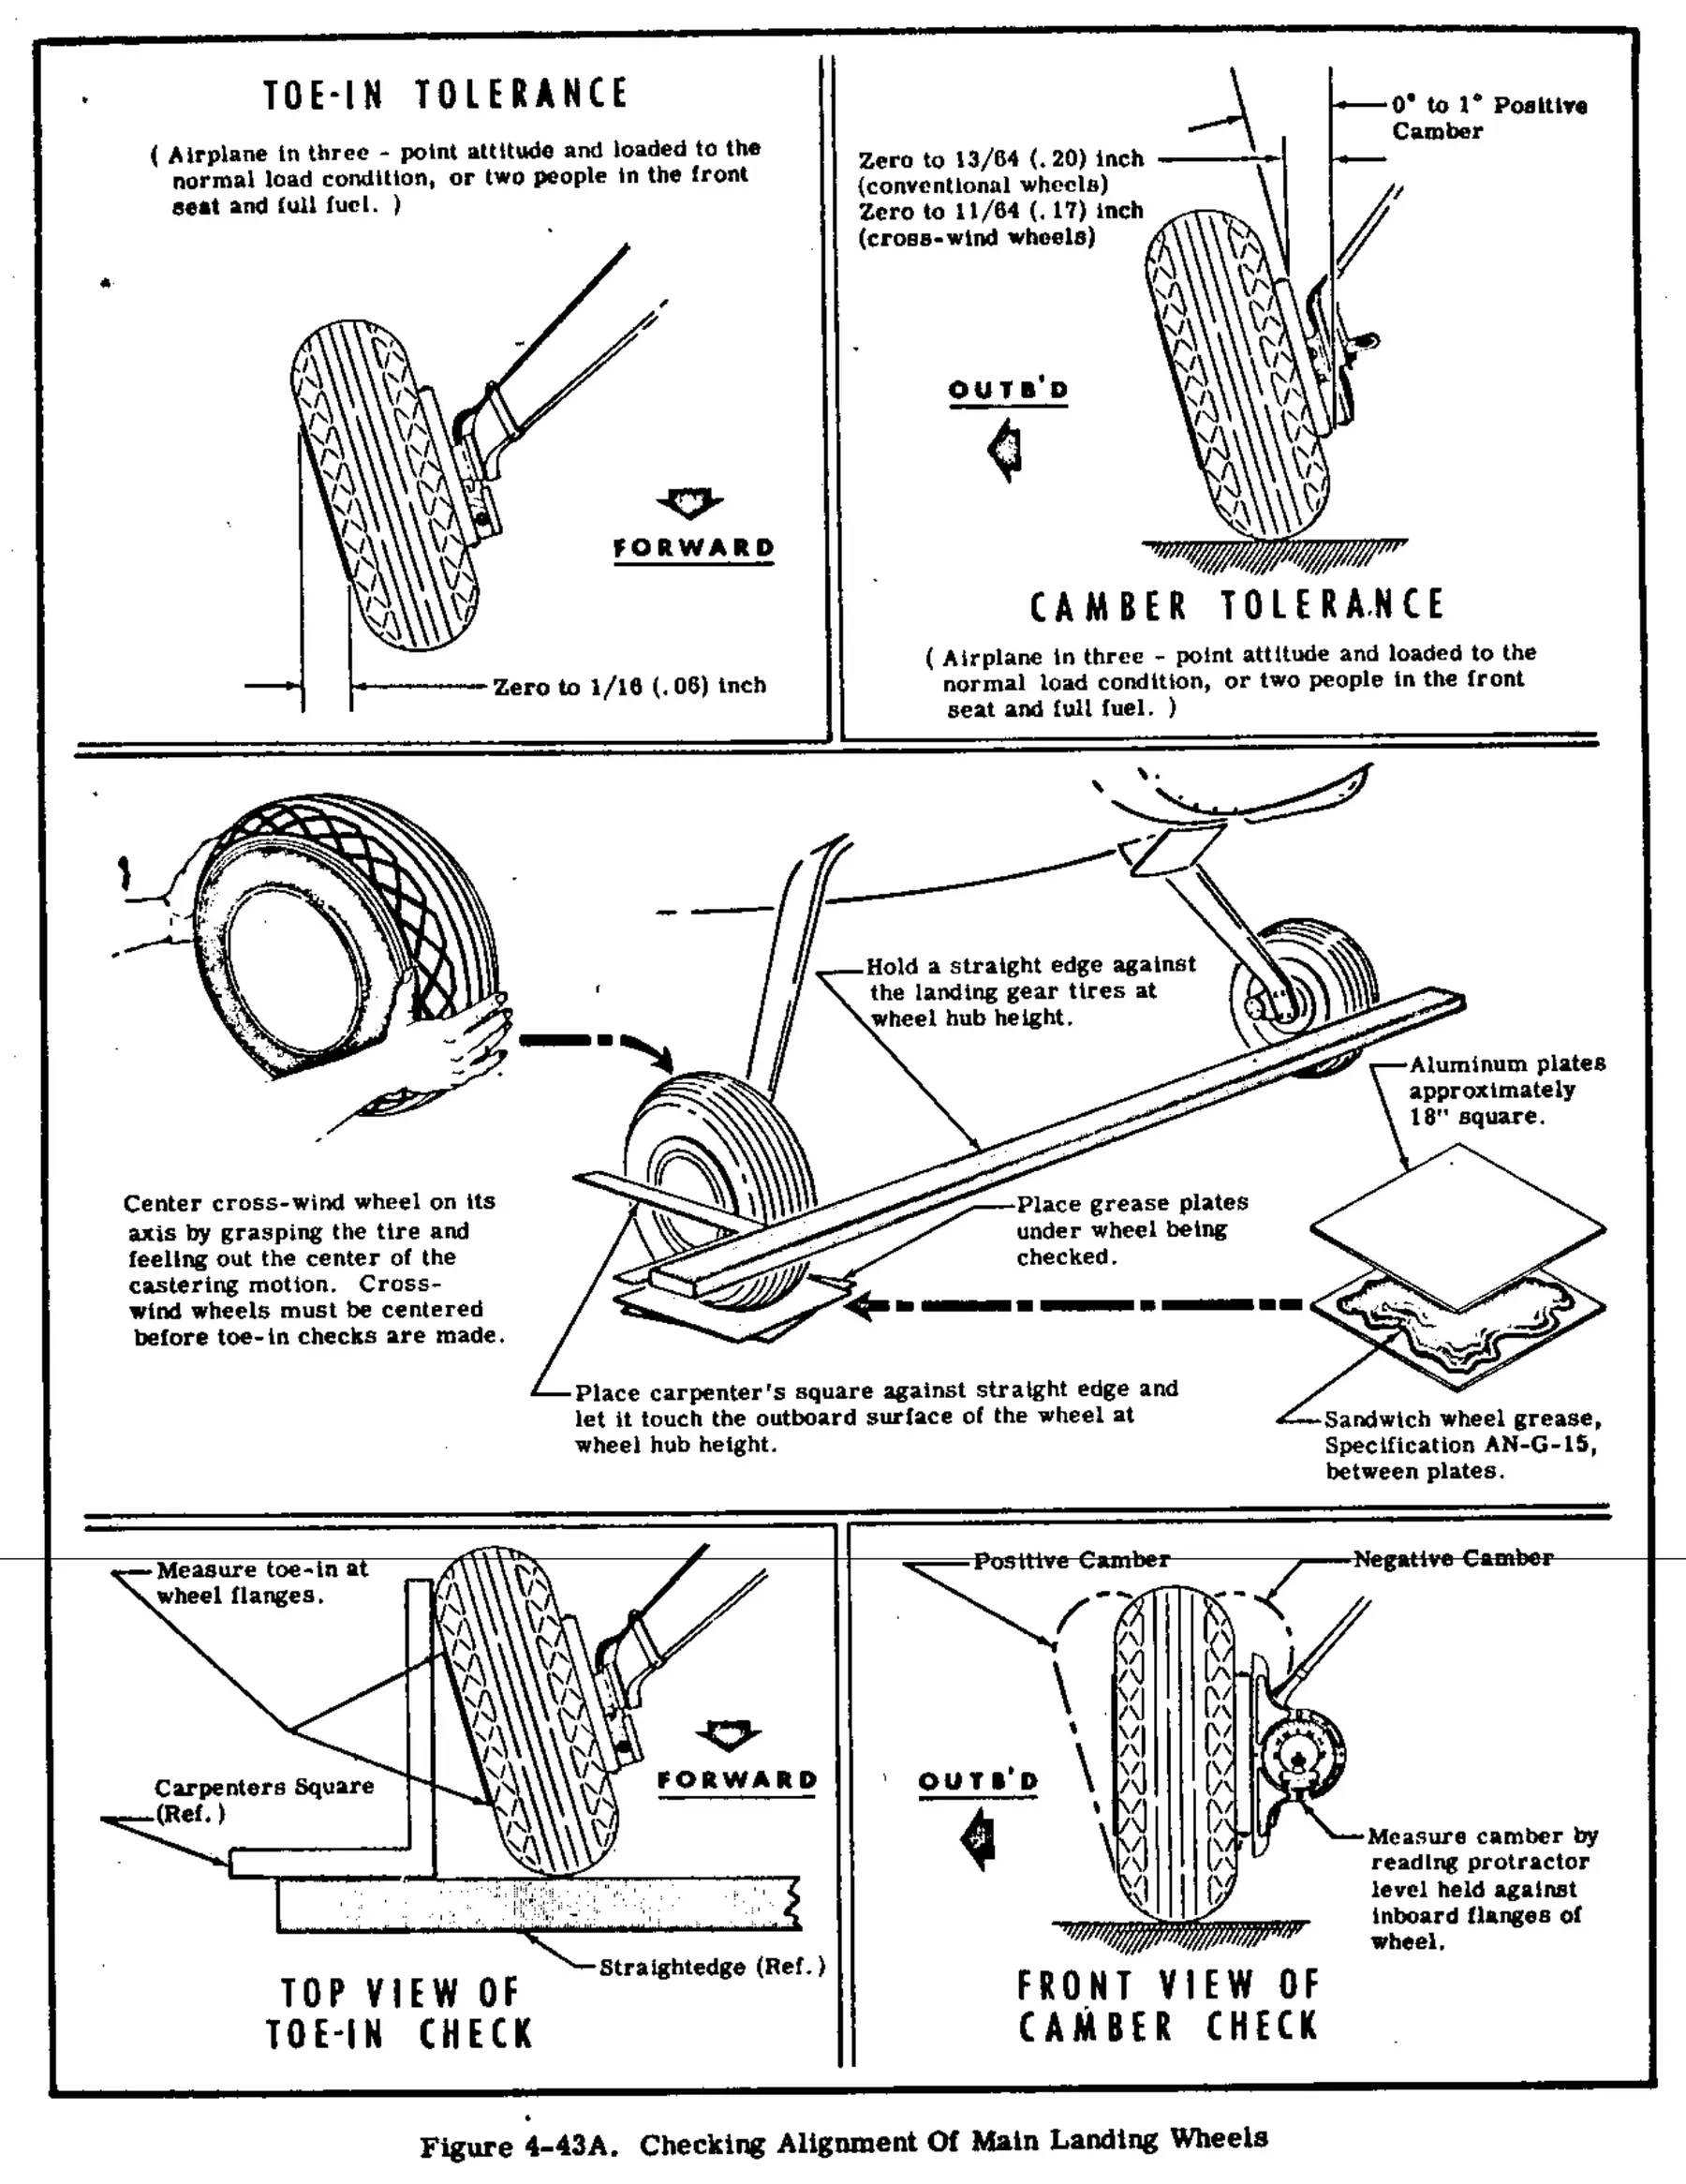 TOE-IN TOLERANCE
( Airplane in three - point attitude and loaded to the
normal load condition, or two people in the front
seat and full fuel. )
FORWARD
Zero to 1/16 (.06) inch
0° to 1° Positive
Camber
Zero to 13/64 (.20) inch
(conventional wheels)
Zero to 11/64 (.17) inch
(cross-wind wheels)
OUTB'D
CAMBER TOLERANCE
( Airplane in three - point attitude and loaded to the
normal load condition, or two people in the front
seat and full fuel. )
Hold a straight edge against
the landing gear tires at
wheel hub height.
Aluminum plates
approximately
18" square.
Center cross-wind wheel on its
axis by grasping the tire and
feeling out the center of the
castering motion. Cross-
wind wheels must be centered
before toe-in checks are made.
Place grease plates
under wheel being
checked.
Place carpenter's square against straight edge and
let it touch the outboard surface of the wheel at
wheel hub height.
Sandwich wheel grease,
Specification AN-G-15,
between plates.
Measure toe-in at
wheel flanges.
Carpenters Square
(Ref.)
FORWARD
Straightedge (Ref.)
TOP VIEW OF
TOE-IN CHECK
Positive Camber
Negative Camber
OUTB'D
Measure camber by
reading protractor
level held against
inboard flanges of
wheel.
FRONT VIEW OF
CAMBER CHECK
Figure 4-43A. Checking Alignment Of Main Landing Wheels